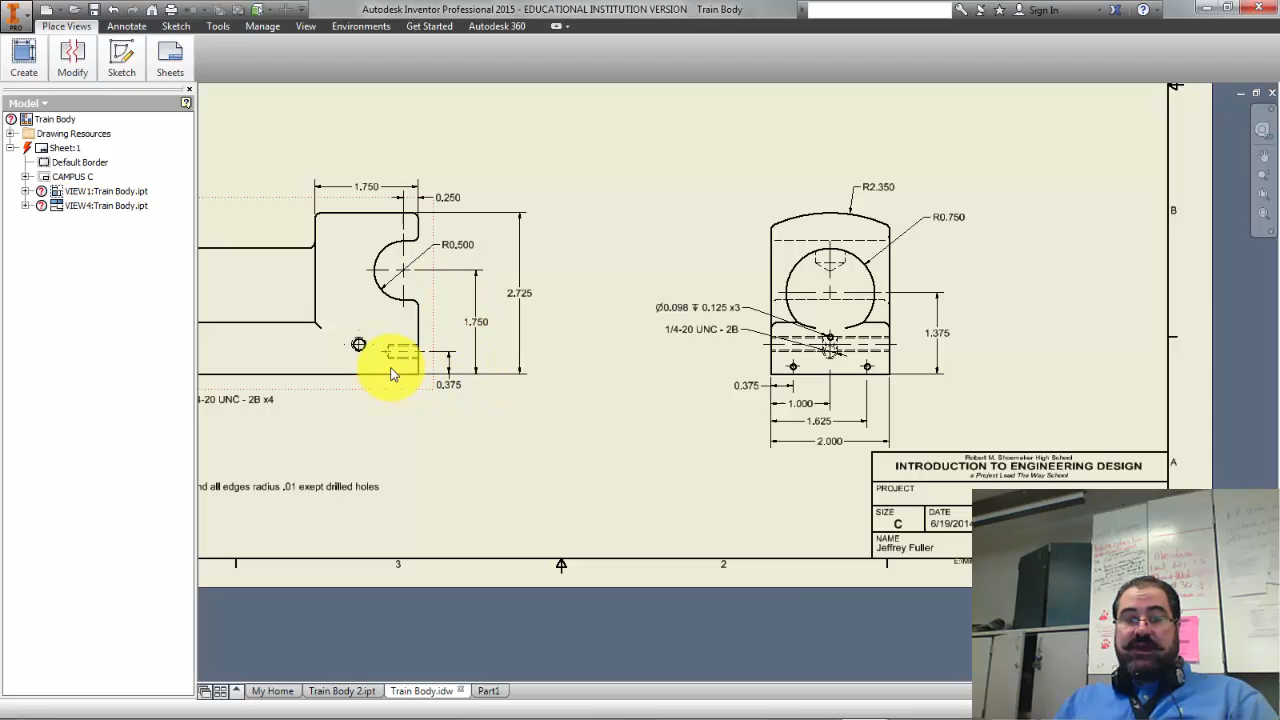 Autodesk Inventor Professional 2015 - EDUCATIONAL INSTITUTION VERSION Train Body
Sign In
PRO
Place Views Annotate Sketch Tools Manage View Environments Get Started Autodesk 360
Create Modify Sketch Sheets
Model
Train Body
Drawing Resources
Sheet:1
Default Border
CAMPUS C
VIEW1:Train Body.ipt
VIEW4:Train Body.ipt
1.750
0.250
R0.500
2.725
1.750
0.375
4-20 UNC - 2B x4
nd all edges radius .01 exept drilled holes
R2.350
R0.750
Ø0.098 ↧ 0.125 x3
1/4-20 UNC - 2B
1.375
0.375
1.000
1.625
2.000
B
A
Robert M. Shoemaker High School
INTRODUCTION TO ENGINEERING DESIGN
a Project Lead The Way School
PROJECT
SIZE
C
DATE
6/19/2014
NAME
Jeffrey Fuller
3
2
My Home Train Body 2.ipt Train Body.idw Part1